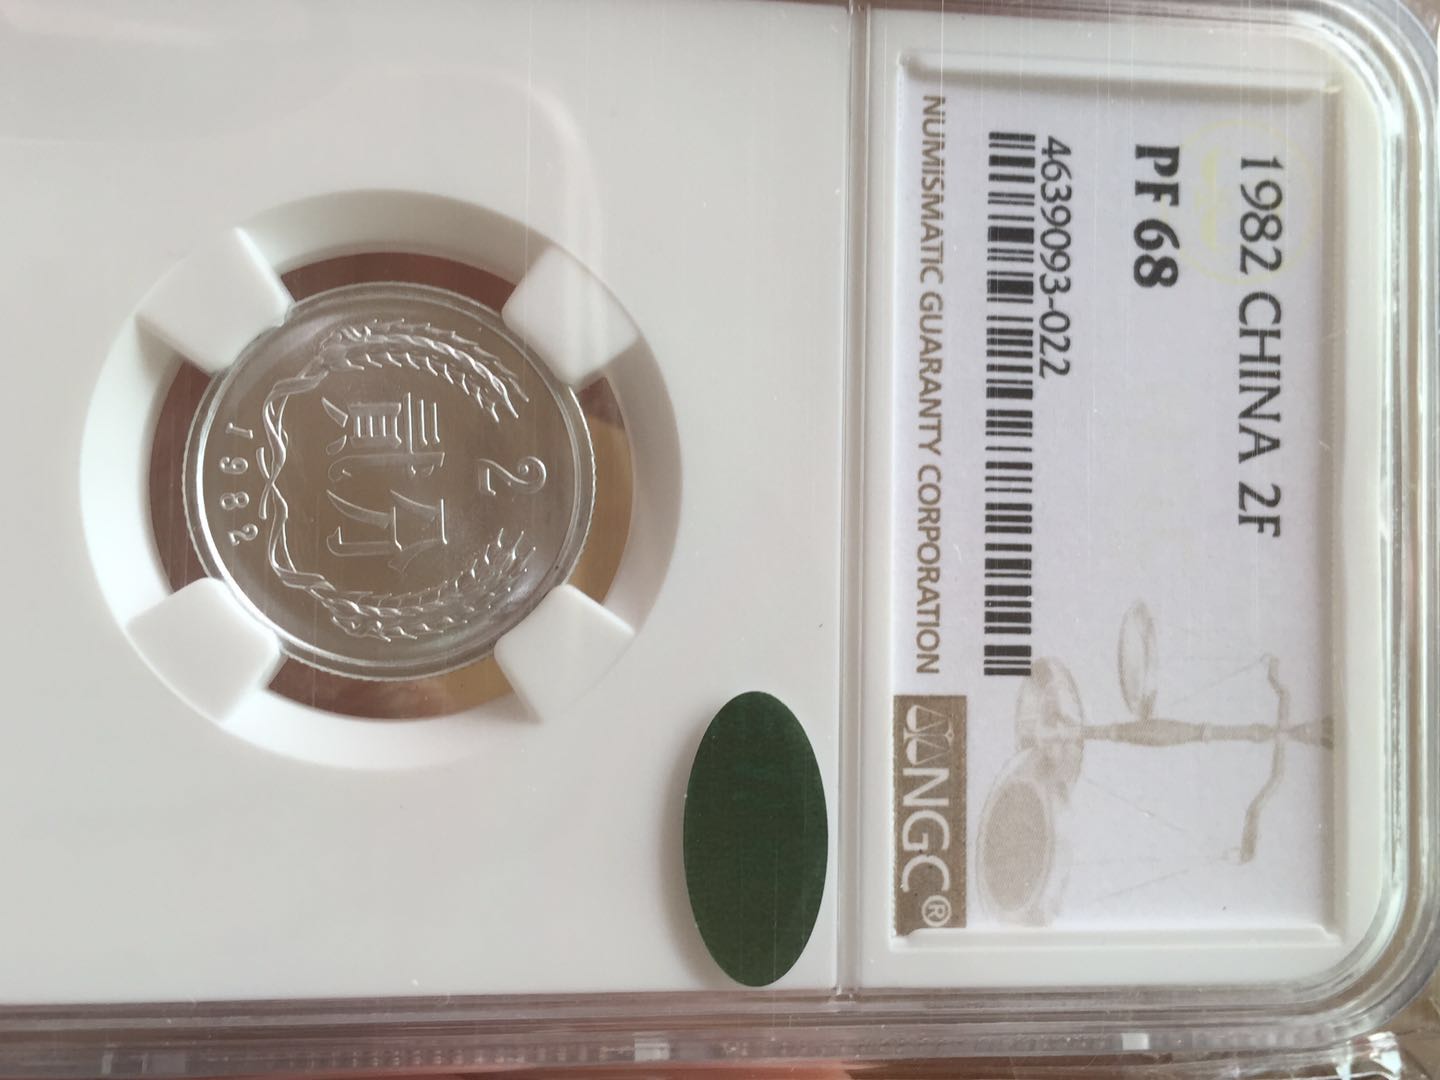 1982 CHINA 2F
PF 68
4639093-022
NUMISMATIC GUARANTY CORPORATION
NGC®
2
贰分
1982